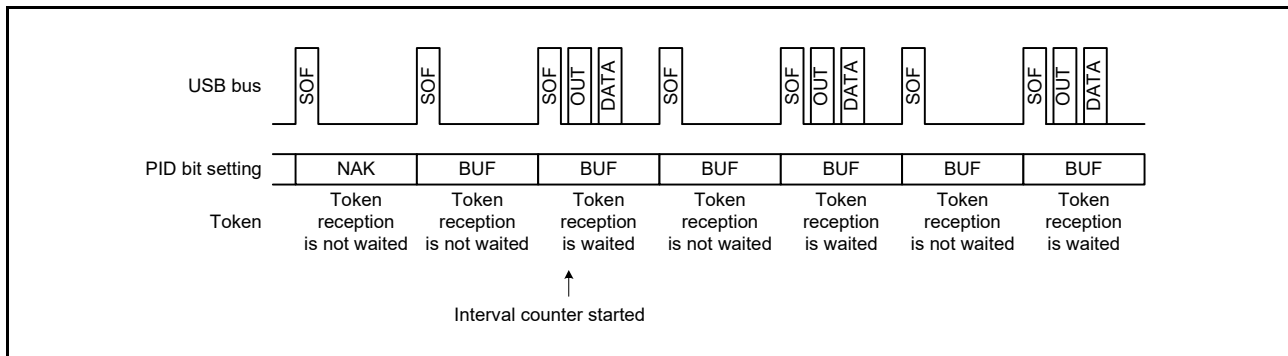 USB bus
SOF
SOF
SOF
OUT
DATA
SOF
SOF
OUT
DATA
SOF
SOF
OUT
DATA
PID bit setting
NAK
BUF
BUF
BUF
BUF
BUF
BUF
Token
Token
reception
is not waited
Token
reception
is not waited
Token
reception
is waited
Token
reception
is not waited
Token
reception
is waited
Token
reception
is not waited
Token
reception
is waited
Interval counter started